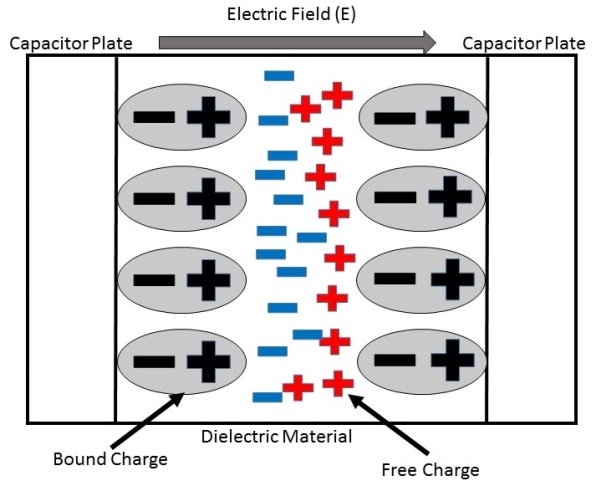 Electric Field (E)
Capacitor Plate
Capacitor Plate
Dielectric Material
Bound Charge
Free Charge